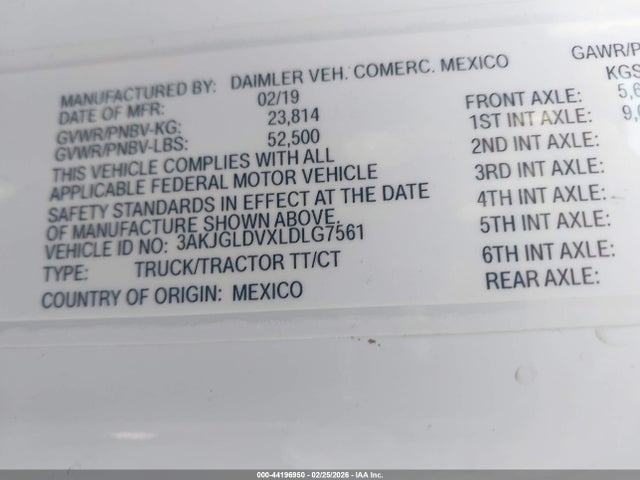 MANUFACTURED BY: DAIMLER VEH. COMERC. MEXICO
DATE OF MFR: 02/19
GVWR/PNBV-KG: 23,814
GVWR/PNBV-LBS: 52,500
THIS VEHICLE COMPLIES WITH ALL
APPLICABLE FEDERAL MOTOR VEHICLE
SAFETY STANDARDS IN EFFECT AT THE DATE
OF MANUFACTURE SHOWN ABOVE.
VEHICLE ID NO: 3AKJGLDVXLDLG7561
TYPE: TRUCK/TRACTOR TT/CT
COUNTRY OF ORIGIN: MEXICO
GAWR/P
KGS
FRONT AXLE: 5,6
1ST INT AXLE: 9,
2ND INT AXLE:
3RD INT AXLE:
4TH INT AXLE:
5TH INT AXLE:
6TH INT AXLE:
REAR AXLE:
000-44196950 - 02/25/2026 - IAA Inc.